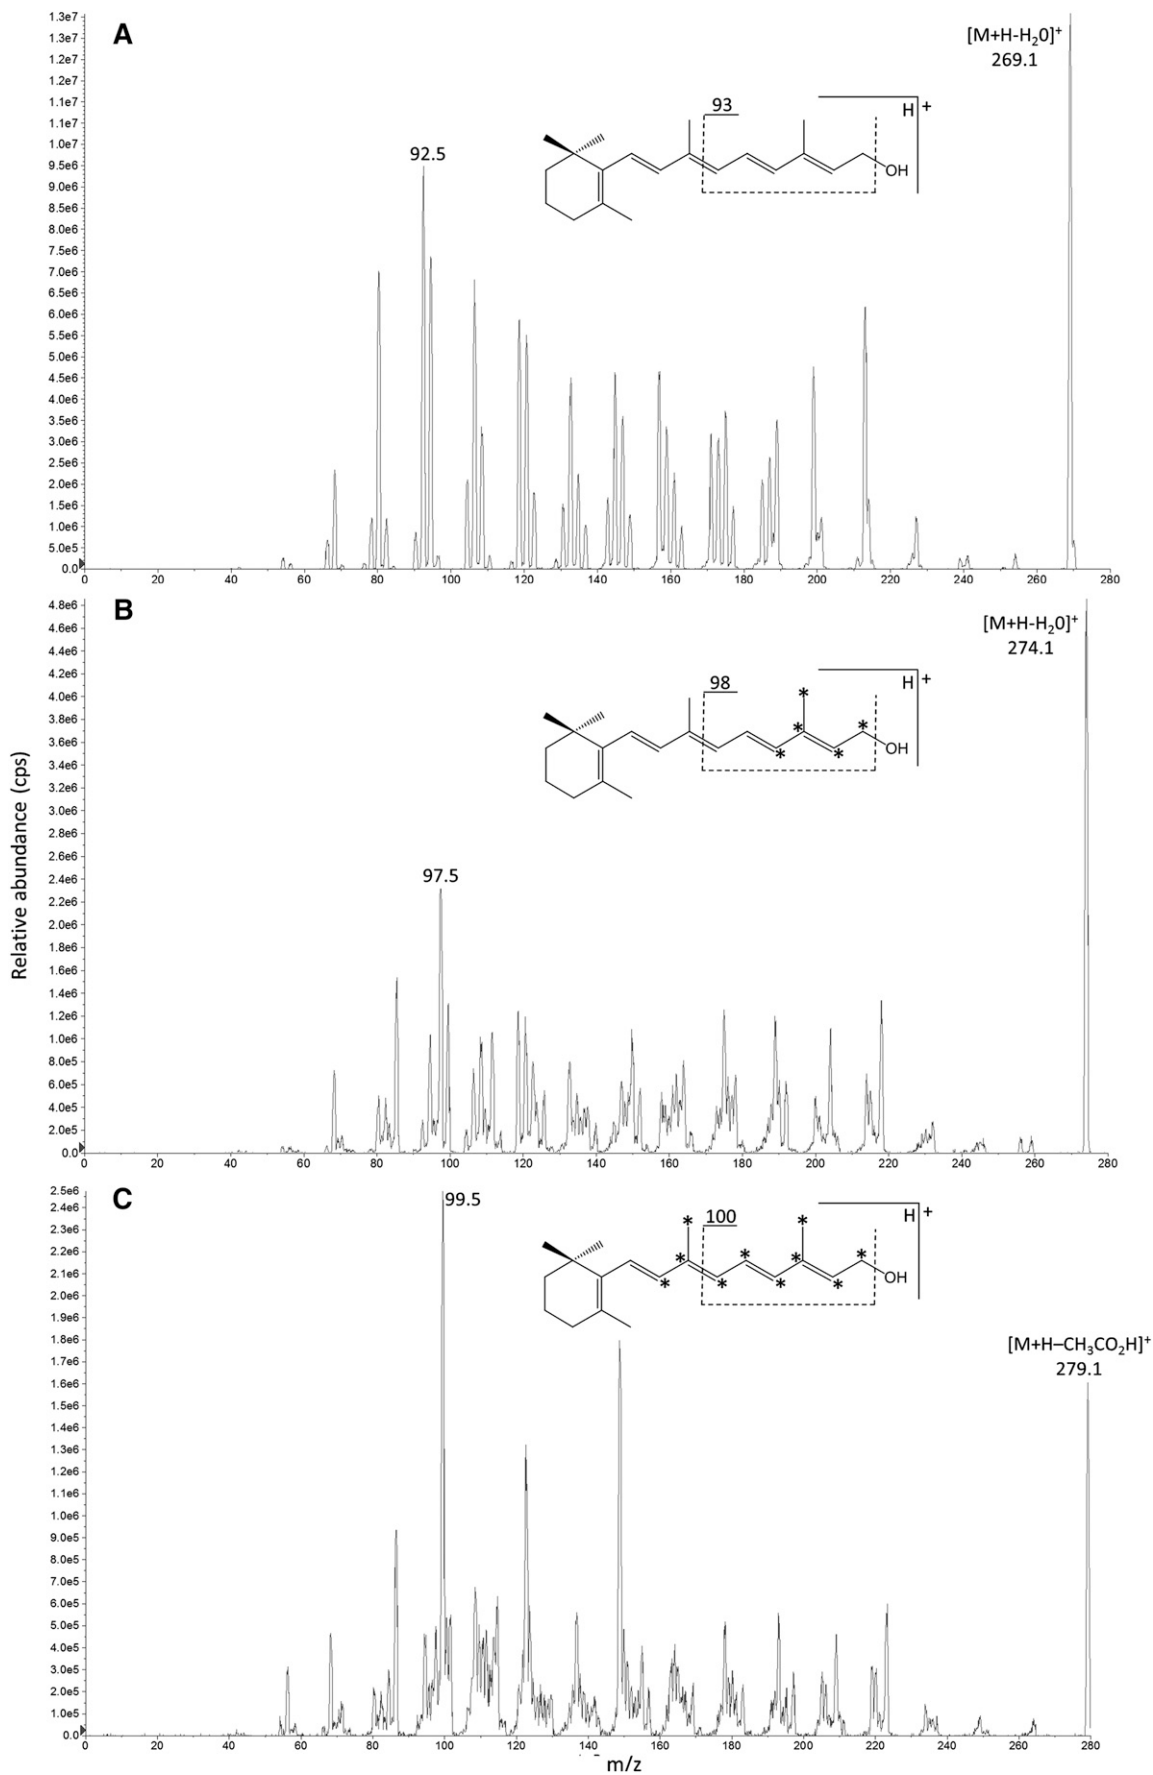 A
[M+H-H20]+
269.1
93
H +
OH
92.5
1.3e7
1.2e7
1.2e7
1.1e7
1.1e7
1.0e7
9.5e6
9.0e6
8.5e6
8.0e6
7.5e6
7.0e6
6.5e6
6.0e6
5.5e6
5.0e6
4.5e6
4.0e6
3.5e6
3.0e6
2.5e6
2.0e6
1.5e6
1.0e6
5.0e5
0.0
0 20 40 60 80 100 120 140 160 180 200 220 240 260 280
B
[M+H-H20]+
274.1
98
H +
* * * * *
OH
97.5
4.8e6
4.6e6
4.4e6
4.2e6
4.0e6
3.8e6
3.6e6
3.4e6
3.2e6
3.0e6
2.8e6
2.6e6
2.4e6
2.2e6
2.0e6
1.8e6
1.6e6
1.4e6
1.2e6
1.0e6
8.0e5
6.0e5
4.0e5
2.0e5
0.0
0 20 40 60 80 100 120 140 160 180 200 220 240 260 280
Relative abundance (cps)
C
99.5
100
H +
* * * * * * * * * *
OH
[M+H–CH3CO2H]+
279.1
2.5e6
2.4e6
2.3e6
2.2e6
2.1e6
2.0e6
1.9e6
1.8e6
1.7e6
1.6e6
1.5e6
1.4e6
1.3e6
1.2e6
1.1e6
1.0e6
9.0e5
8.0e5
7.0e5
6.0e5
5.0e5
4.0e5
3.0e5
2.0e5
1.0e5
0.0
0 20 40 60 80 100 120 140 160 180 200 220 240 260 280
m/z